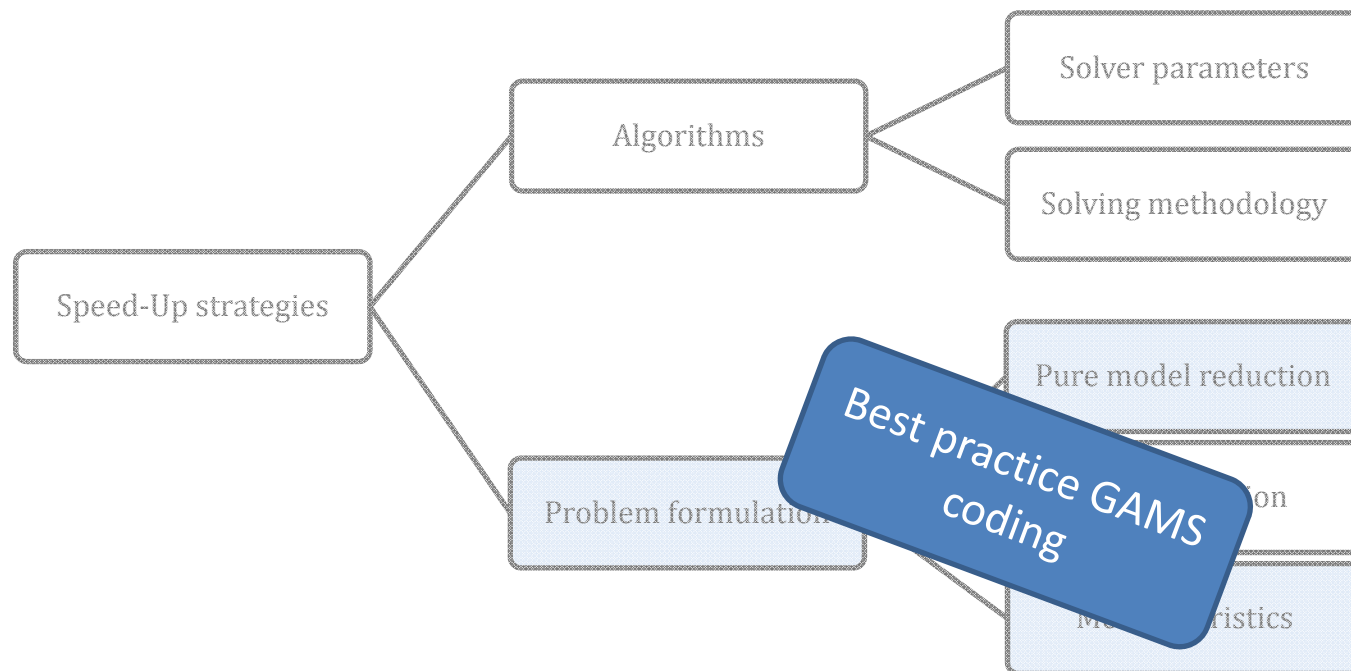 Solver parameters
Algorithms
Solving methodology
Speed-Up strategies
Pure model reduction
Best practice GAMS
coding
Problem formulation